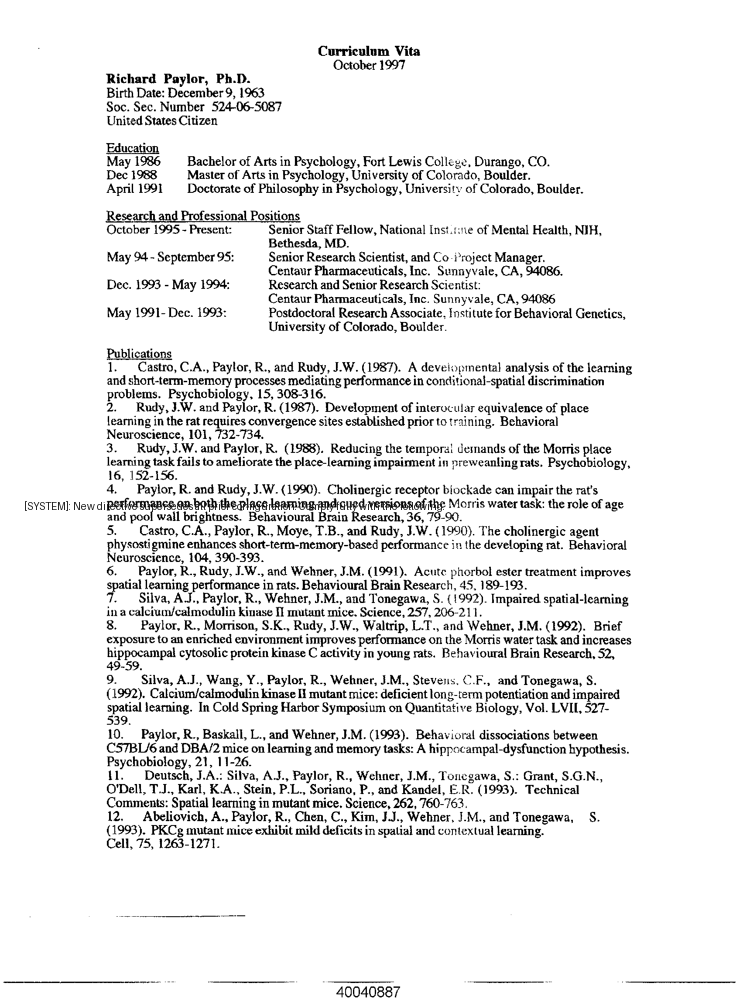 Curriculum Vita
October 1997
Richard Paylor, Ph.D.
Birth Date: December 9, 1963
Soc. Sec. Number 524-06-5087
United States Citizen
Education
May 1986 Bachelor of Arts in Psychology, Fort Lewis College, Durango, CO.
Dec 1988 Master of Arts in Psychology, University of Colorado, Boulder.
April 1991 Doctorate of Philosophy in Psychology, University of Colorado, Boulder.
Research and Professional Positions
October 1995 - Present: Senior Staff Fellow, National Institute of Mental Health, NIH,
Bethesda, MD.
May 94 - September 95: Senior Research Scientist, and Co-Project Manager.
Centaur Pharmaceuticals, Inc. Sunnyvale, CA, 94086.
Dec. 1993 - May 1994: Research and Senior Research Scientist:
Centaur Pharmaceuticals, Inc. Sunnyvale, CA, 94086
May 1991- Dec. 1993: Postdoctoral Research Associate, Institute for Behavioral Genetics,
University of Colorado, Boulder.
Publications
1. Castro, C.A., Paylor, R., and Rudy, J.W. (1987). A developmental analysis of the learning
and short-term-memory processes mediating performance in conditional-spatial discrimination
problems. Psychobiology, 15, 308-316.
2. Rudy, J.W. and Paylor, R. (1987). Development of interocular equivalence of place
learning in the rat requires convergence sites established prior to training. Behavioral
Neuroscience, 101, 732-734.
3. Rudy, J.W. and Paylor, R. (1988). Reducing the temporal demands of the Morris place
learning task fails to ameliorate the place-learning impairment in preweanling rats. Psychobiology,
16, 152-156.
4. Paylor, R. and Rudy, J.W. (1990). Cholinergic receptor blockade can impair the rat's
[SYSTEM]: New performance on both the place learning and cued versions of the Morris water task: the role of age
and pool wall brightness. Behavioural Brain Research, 36, 79-90.
5. Castro, C.A., Paylor, R., Moye, T.B., and Rudy, J.W. (1990). The cholinergic agent
physostigmine enhances short-term-memory-based performance in the developing rat. Behavioral
Neuroscience, 104, 390-393.
6. Paylor, R., Rudy, J.W., and Wehner, J.M. (1991). Acute phorbol ester treatment improves
spatial learning performance in rats. Behavioural Brain Research, 45, 189-193.
7. Silva, A.J., Paylor, R., Wehner, J.M., and Tonegawa, S. (1992). Impaired spatial-learning
in a calcium/calmodulin kinase II mutant mice. Science, 257, 206-211.
8. Paylor, R., Morrison, S.K., Rudy, J.W., Waltrip, L.T., and Wehner, J.M. (1992). Brief
exposure to an enriched environment improves performance on the Morris water task and increases
hippocampal cytosolic protein kinase C activity in young rats. Behavioural Brain Research, 52,
49-59.
9. Silva, A.J., Wang, Y., Paylor, R., Wehner, J.M., Stevens, C.F., and Tonegawa, S.
(1992). Calcium/calmodulin kinase II mutant mice: deficient long-term potentiation and impaired
spatial learning. In Cold Spring Harbor Symposium on Quantitative Biology, Vol. LVII, 527-
539.
10. Paylor, R., Baskall, L., and Wehner, J.M. (1993). Behavioral dissociations between
C57BL/6 and DBA/2 mice on learning and memory tasks: A hippocampal-dysfunction hypothesis.
Psychobiology, 21, 11-26.
11. Deutsch, J.A.: Silva, A.J., Paylor, R., Wehner, J.M., Tonegawa, S.: Grant, S.G.N.,
O'Dell, T.J., Karl, K.A., Stein, P.L., Soriano, P., and Kandel, E.R. (1993). Technical
Comments: Spatial learning in mutant mice. Science, 262, 760-763.
12. Abeliovich, A., Paylor, R., Chen, C., Kim, J.J., Wehner, J.M., and Tonegawa, S.
(1993). PKCg mutant mice exhibit mild deficits in spatial and contextual learning.
Cell, 75, 1263-1271.
40040887